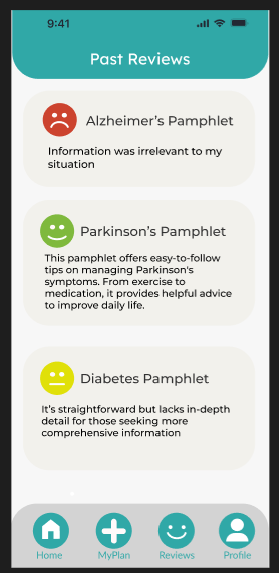 9:41
Past Reviews
Alzheimer's Pamphlet
Information was irrelevant to my
situation
Parkinson's Pamphlet
This pamphlet offers easy-to-follow
tips on managing Parkinson's
symptoms. From exercise to
medication, it provides helpful advice
to improve daily life.
Diabetes Pamphlet
It's straightforward but lacks in-depth
detail for those seeking more
comprehensive information
Home
MyPlan
Reviews
Profile